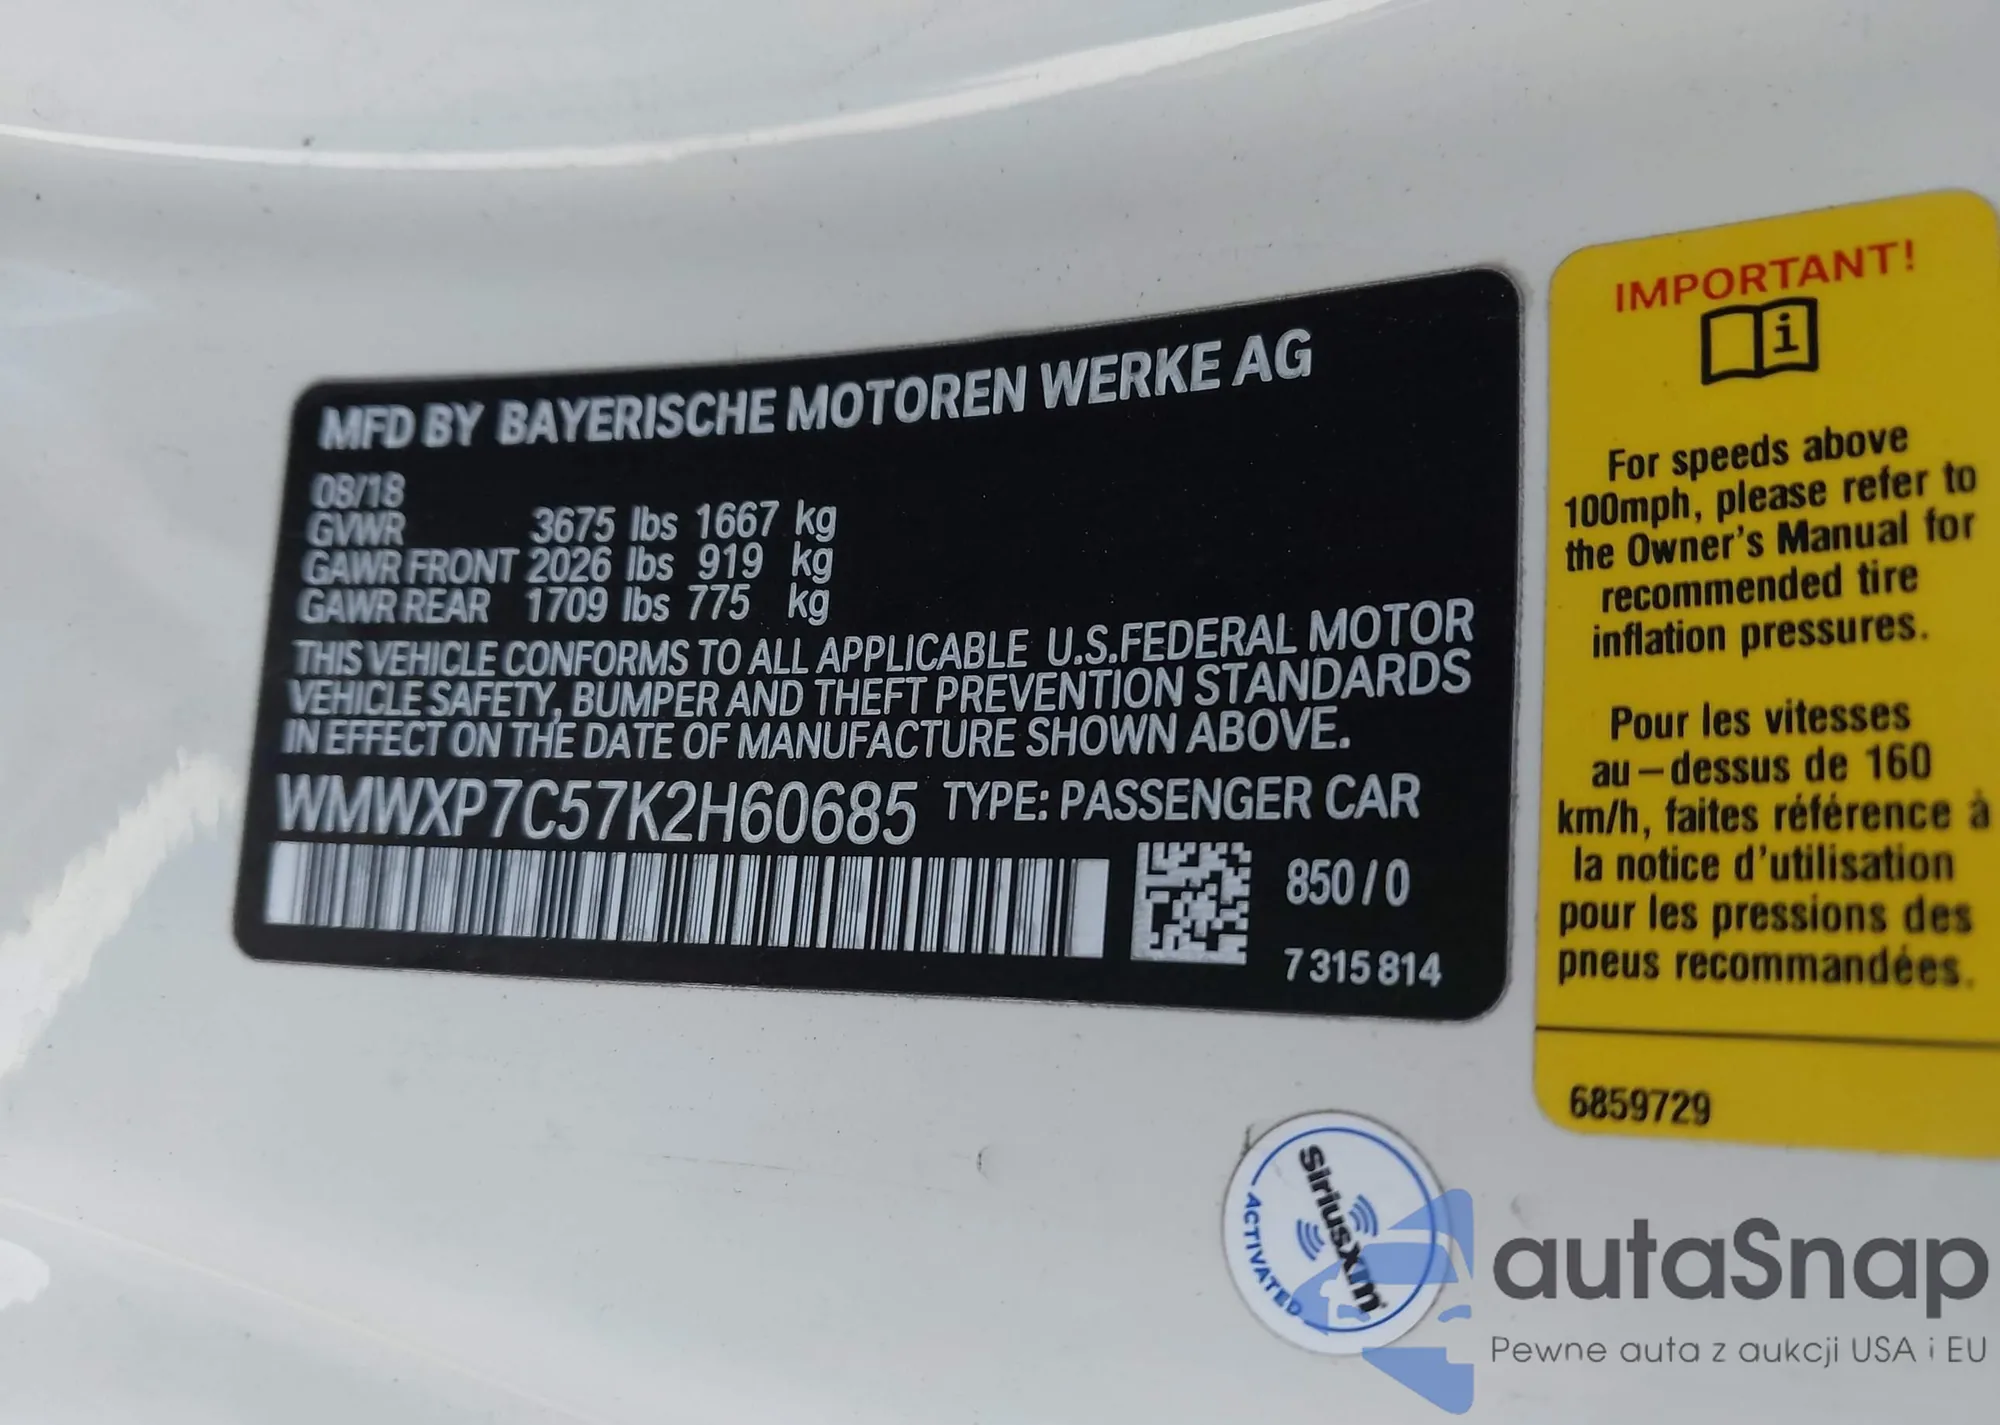 MFD BY BAYERISCHE MOTOREN WERKE AG
08/18
GVWR 3675 lbs 1667 kg
GAWR FRONT 2026 lbs 919 kg
GAWR REAR 1709 lbs 775 kg
THIS VEHICLE CONFORMS TO ALL APPLICABLE U.S.FEDERAL MOTOR
VEHICLE SAFETY, BUMPER AND THEFT PREVENTION STANDARDS
IN EFFECT ON THE DATE OF MANUFACTURE SHOWN ABOVE.
WMWXP7C57K2H60685 TYPE: PASSENGER CAR
850/0
7 315 814
IMPORTANT!
i
For speeds above
100mph, please refer to
the Owner's Manual for
recommended tire
inflation pressures.
Pour les vitesses
au-dessus de 160
km/h, faites référence à
la notice d'utilisation
pour les pressions des
pneus recommandées.
6859729
SiriusXm
ACTIVATED
autaSnap
Pewne auta z aukcji USA i EU